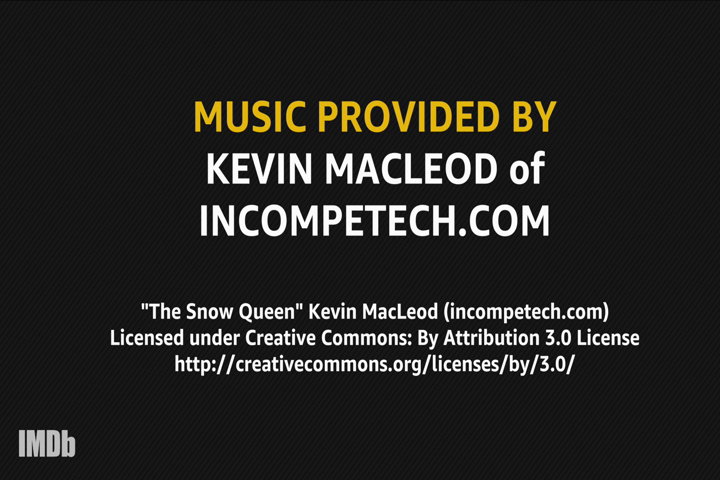 MUSIC PROVIDED BY
KEVIN MACLEOD of
INCOMPETECH.COM
"The Snow Queen" Kevin MacLeod (incompetech.com)
Licensed under Creative Commons: By Attribution 3.0 License
http://creativecommons.org/licenses/by/3.0/
IMDb